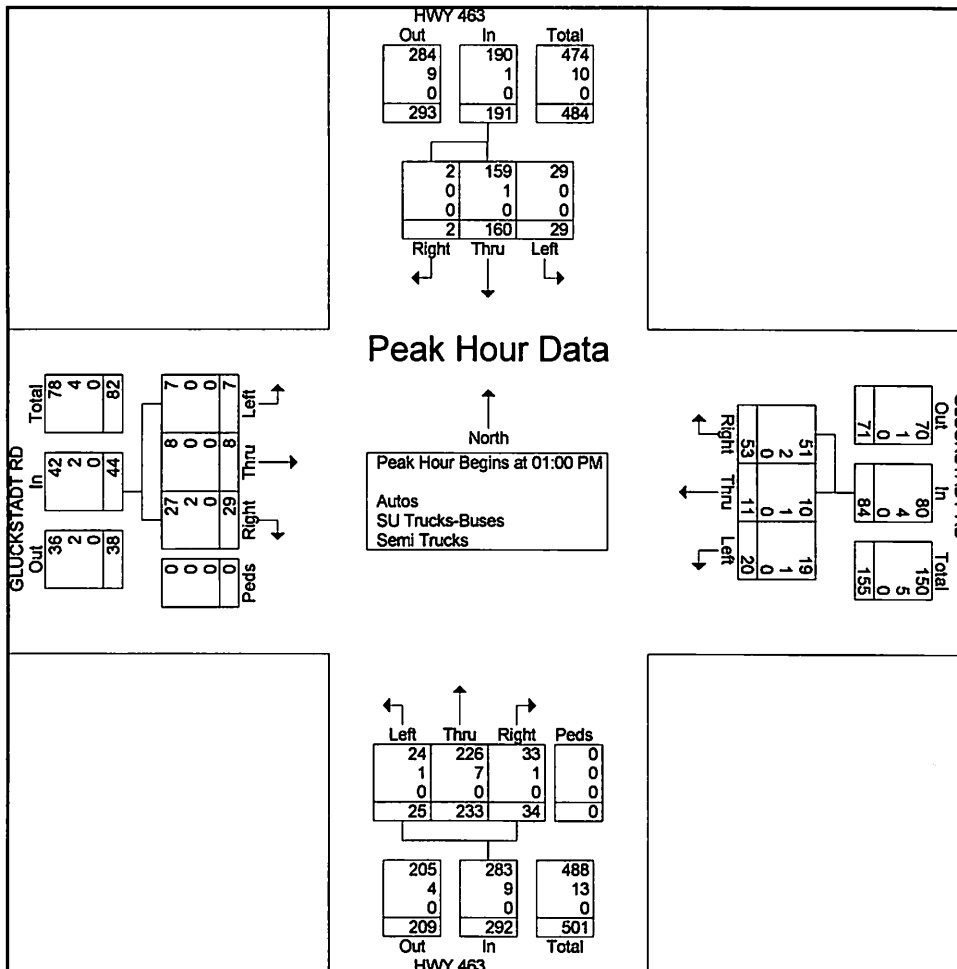 HWY 463
Out In Total
284 190 474
9 1 10
0 0 0
293 191 484
2 159 29
0 1 0
0 0 0
2 160 29
Right Thru Left
Peak Hour Data
North
Peak Hour Begins at 01:00 PM
Autos
SU Trucks-Buses
Semi Trucks
GLUCKSTADT RD
Out In Total
36 42 78
2 2 4
0 0 0
38 44 82
27 8 7
2 0 0
0 0 0
29 8 7
Right Thru Left
Peds
0
0
0
0
Out In Total
70 80 150
1 4 5
0 0 0
71 84 155
51 10 19
2 1 1
0 0 0
53 11 20
Right Thru Left
Left Thru Right Peds
24 226 33 0
1 7 1 0
0 0 0 0
25 233 34 0
205 283 488
4 9 13
0 0 0
209 292 501
Out In Total
HWY 463